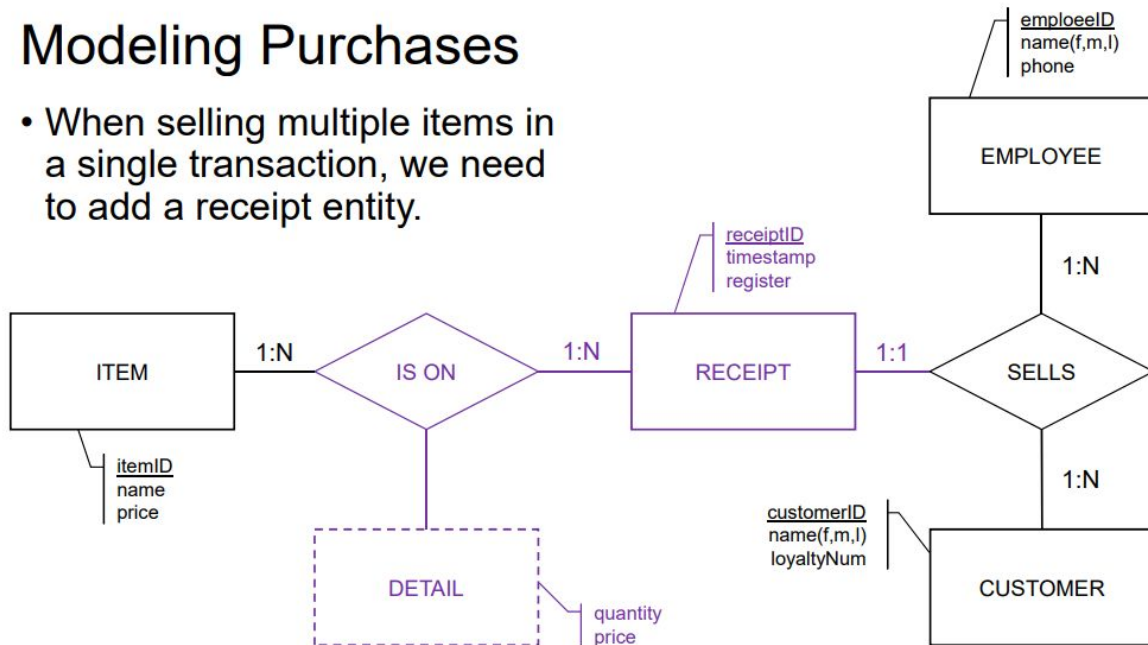 Modeling Purchases
• When selling multiple items in
a single transaction, we need
to add a receipt entity.
emploeeID
name(f,m,l)
phone
EMPLOYEE
receiptID
timestamp
register
1:N
ITEM
1:N
IS ON
1:N
RECEIPT
1:1
SELLS
itemID
name
price
1:N
customerID
name(f,m,l)
loyaltyNum
DETAIL
quantity
price
CUSTOMER